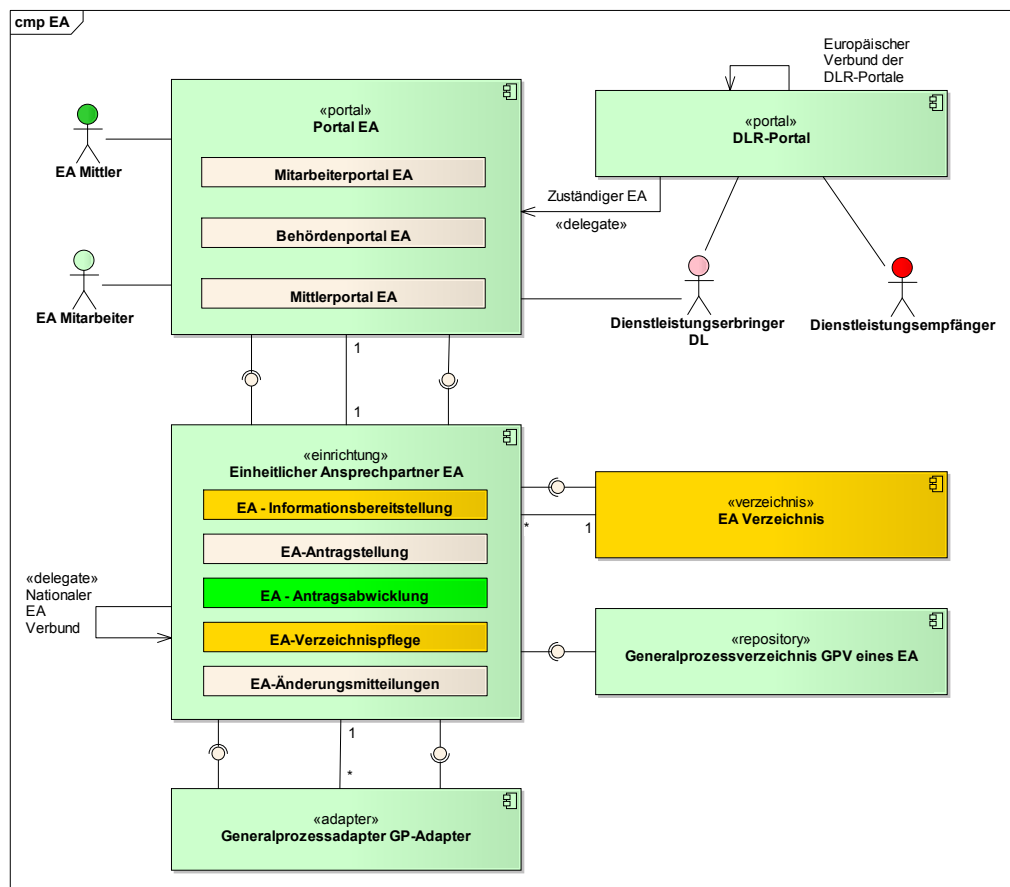 cmp EA
Europäischer
Verbund der
DLR-Portale
«portal»
Portal EA
Mitarbeiterportal EA
Behördenportal EA
Mittlerportal EA
EA Mittler
EA Mitarbeiter
«portal»
DLR-Portal
Zuständiger EA
«delegate»
Dienstleistungserbringer
DL
Dienstleistungsempfänger
1
1
«einrichtung»
Einheitlicher Ansprechpartner EA
EA - Informationsbereitstellung
EA-Antragstellung
EA - Antragsabwicklung
EA-Verzeichnispflege
EA-Änderungsmitteilungen
«delegate»
Nationaler
EA
Verbund
*
1
«verzeichnis»
EA Verzeichnis
«repository»
Generalprozessverzeichnis GPV eines EA
1
*
«adapter»
Generalprozessadapter GP-Adapter